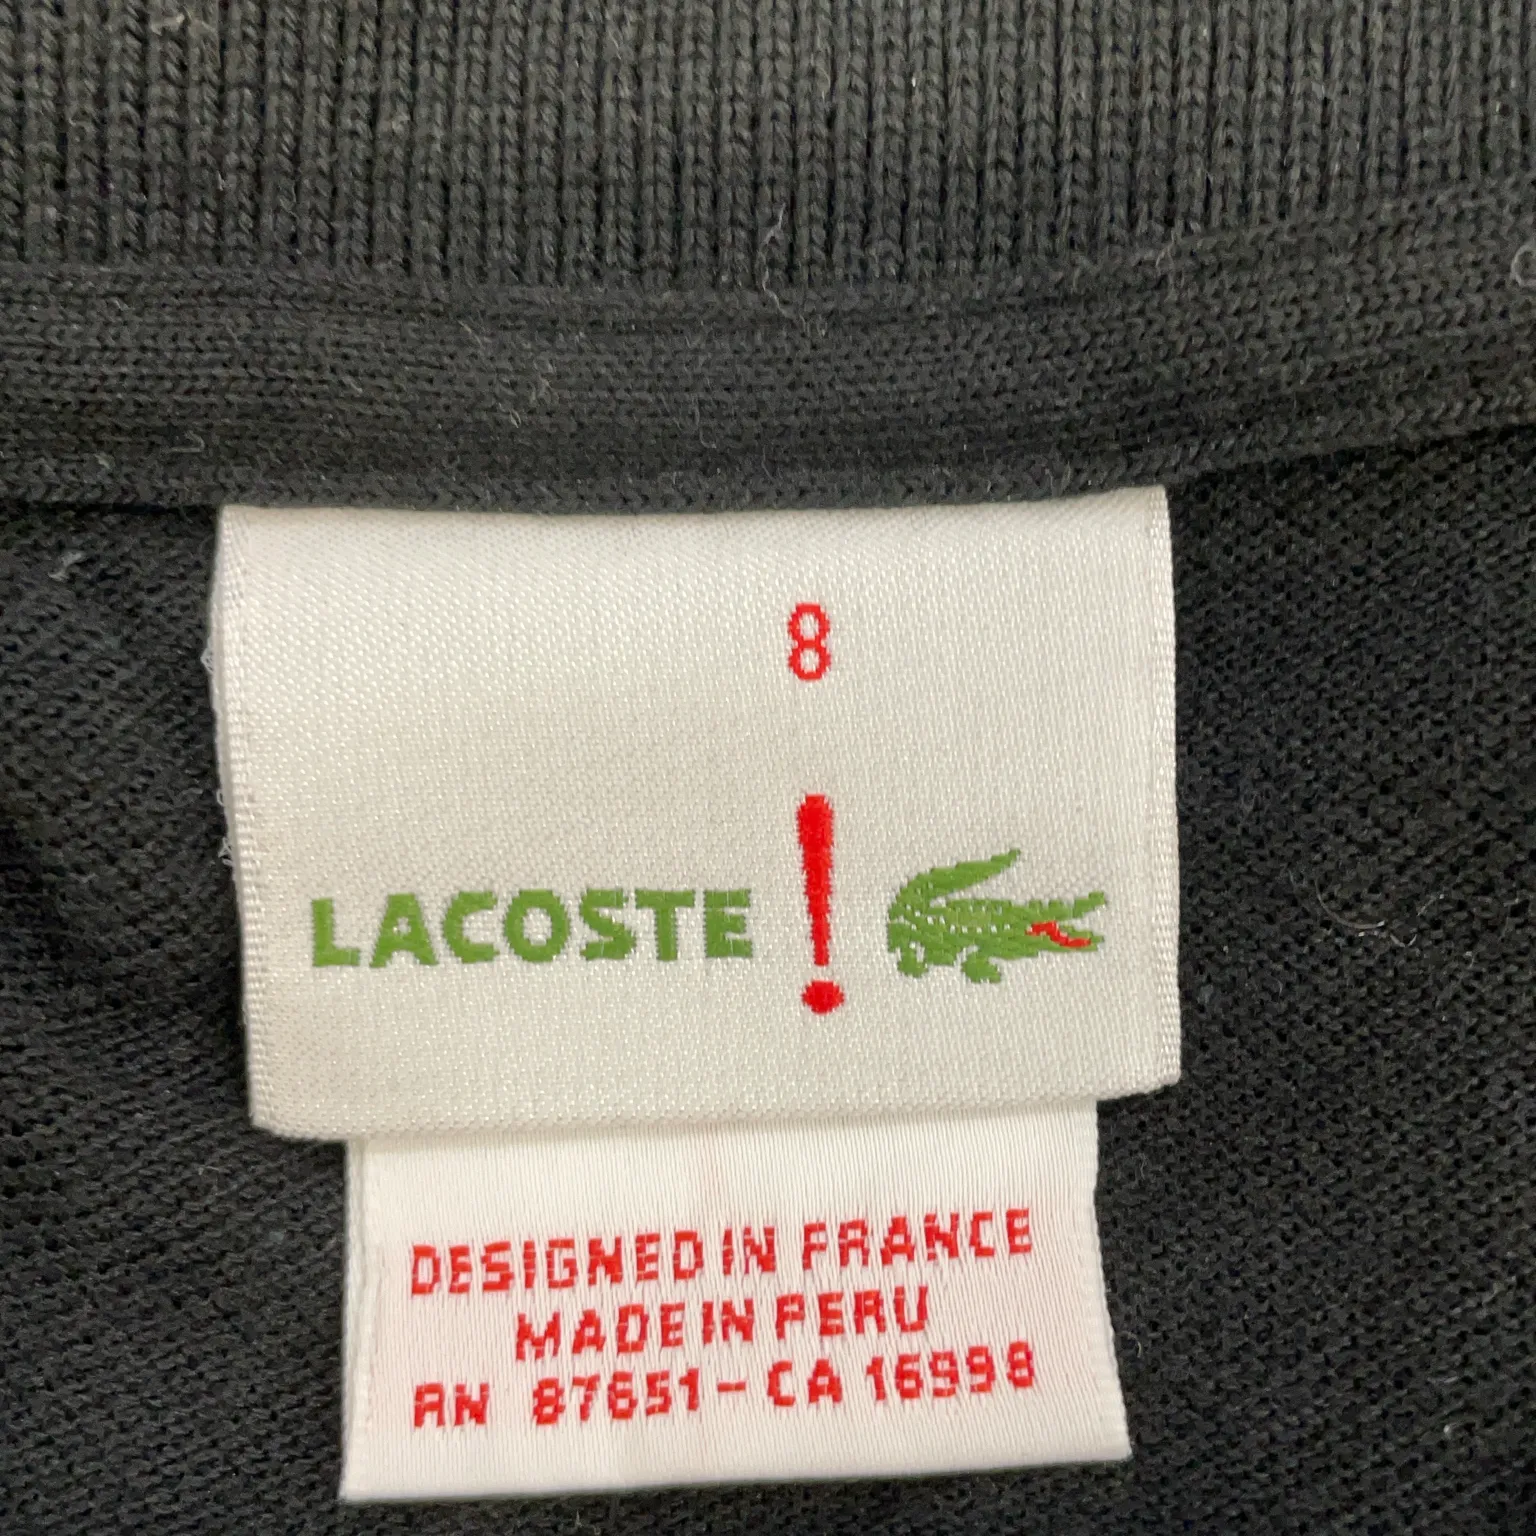 8
LACOSTE !
DESIGNED IN FRANCE
MADE IN PERU
RN 87651-CA 16998